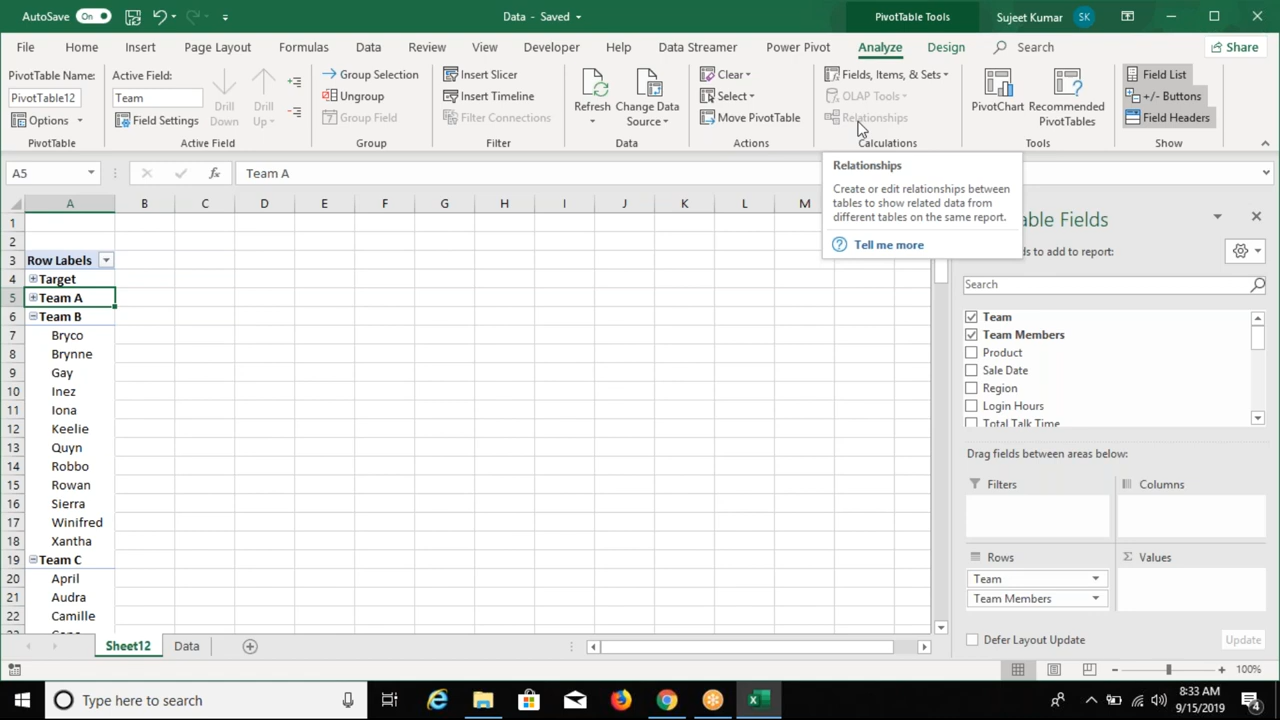 AutoSave On Data - Saved PivotTable Tools Sujeet Kumar SK
File Home Insert Page Layout Formulas Data Review View Developer Help Data Streamer Power Pivot Analyze Design Search Share
PivotTable Name: Active Field: Group Selection Insert Slicer Clear Fields, Items, & Sets Field List
PivotTable12 Team Ungroup Insert Timeline Select OLAP Tools +/- Buttons
Drill Down Drill Up Refresh Change Data Source PivotChart Recommended PivotTables
Options Field Settings Group Field Filter Connections Move PivotTable Relationships Field Headers
PivotTable Active Field Group Filter Data Actions Calculations Tools Show
A5 fx Team A
Relationships
Create or edit relationships between
tables to show related data from
different tables on the same report.
Tell me more
A B C D E F G H I J K L M
1
2
3 Row Labels
4 Target
5 Team A
6 Team B
7 Bryco
8 Brynne
9 Gay
10 Inez
11 Iona
12 Keelie
13 Quyn
14 Robbo
15 Rowan
16 Sierra
17 Winifred
18 Xantha
19 Team C
20 April
21 Audra
22 Camille
able Fields
ds to add to report:
Search
Team
Team Members
Product
Sale Date
Region
Login Hours
Total Talk Time
Drag fields between areas below:
Filters Columns
Rows Σ Values
Team
Team Members
Defer Layout Update Update
Sheet12 Data
100%
Type here to search
8:33 AM
9/15/2019
4